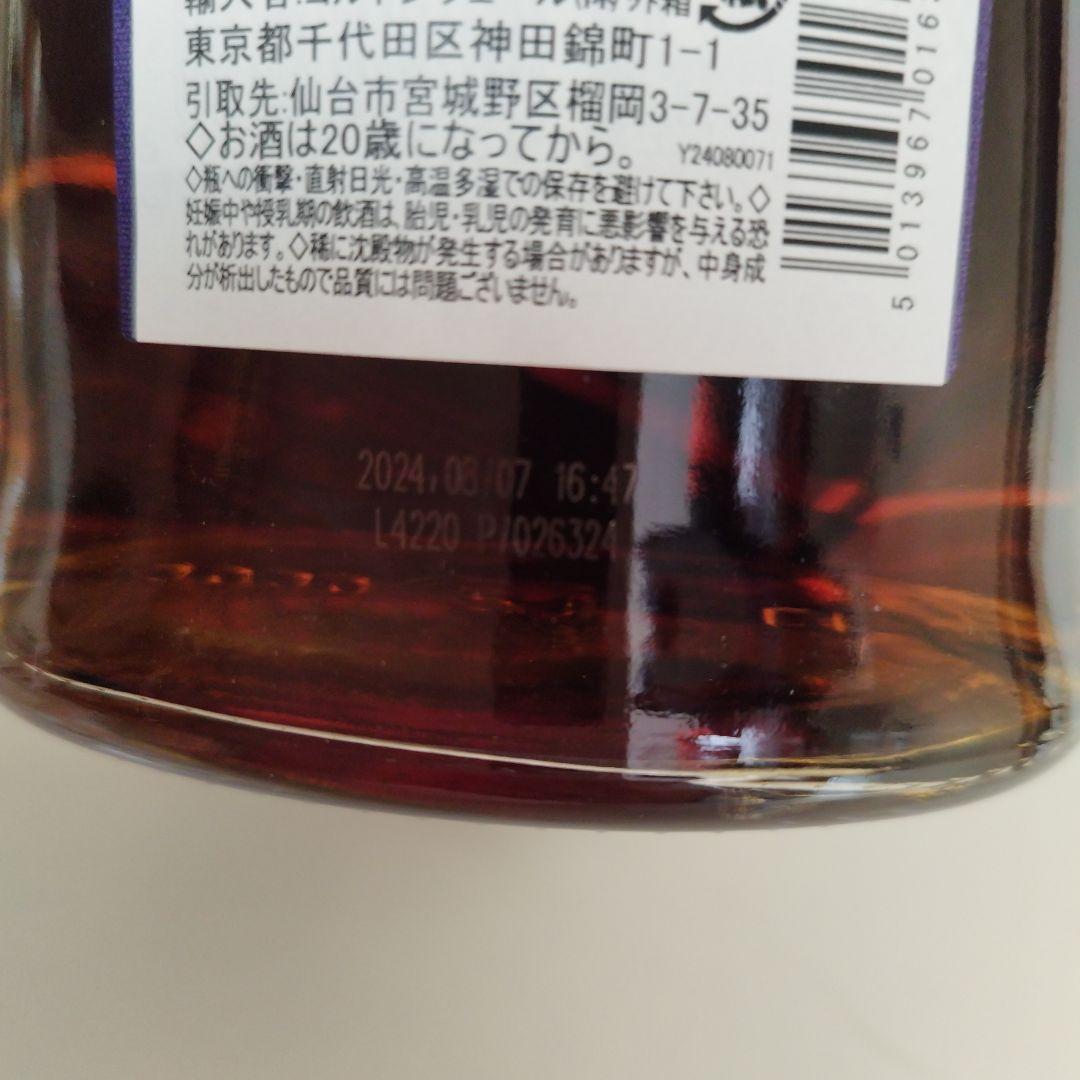 東京都千代田区神田錦町1-1
引取先:仙台市宮城野区榴岡3-7-35
◇お酒は20歳になってから。 Y24080071
◇瓶への衝撃・直射日光・高温多湿での保存を避けて下さい。◇
妊娠中や授乳期の飲酒は、胎児・乳児の発育に悪影響を与える恐
れがあります。◇稀に沈殿物が発生する場合がありますが、中身成
分が析出したもので品質には問題ございません。
5 013967 016
2024.08.07 16:47
L4220 P/026324